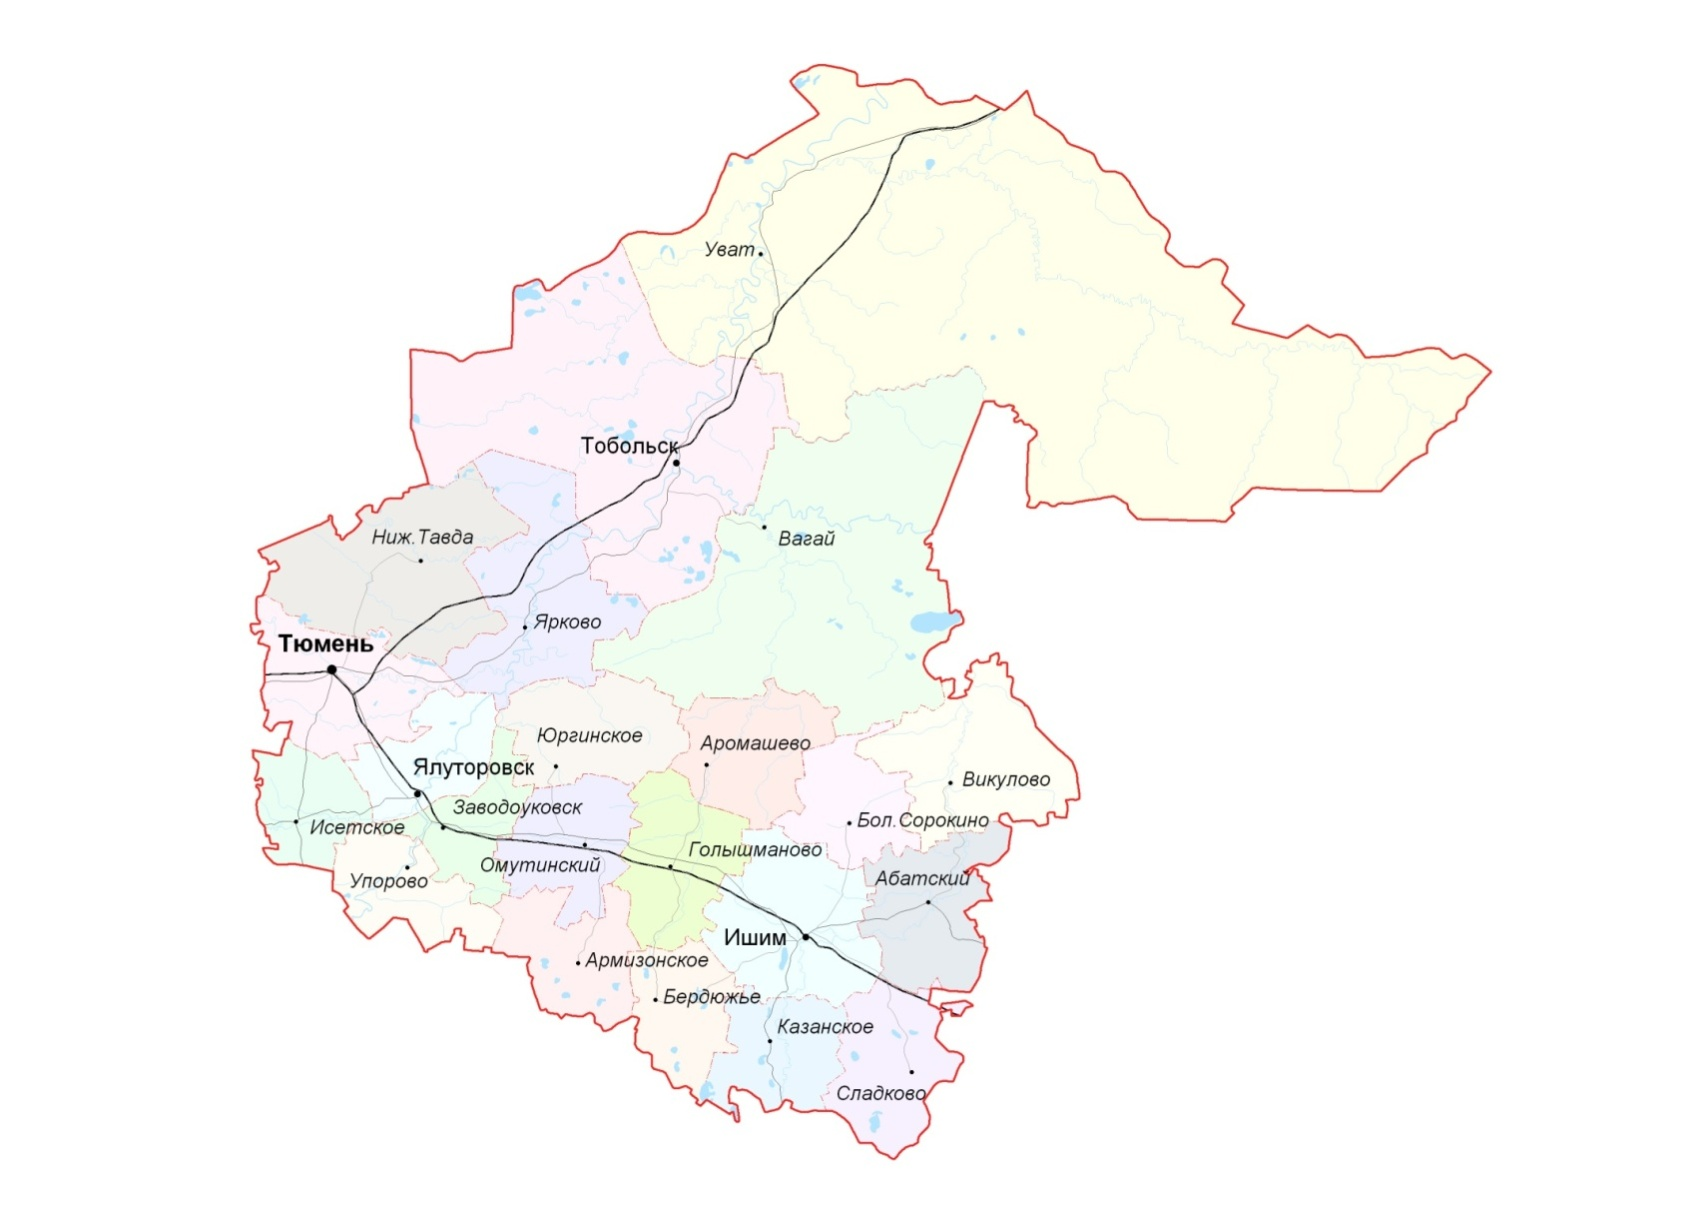 Уват
Тобольск
Ниж.Тавда
Вагай
Ярково
Тюмень
Юргинское
Аромашево
Ялуторовск
Викулово
Заводоуковск
Бол.Сорокино
Исетское
Голышманово
Омутинский
Абатский
Упорово
Ишим
Армизонское
Бердюжье
Казанское
Сладково